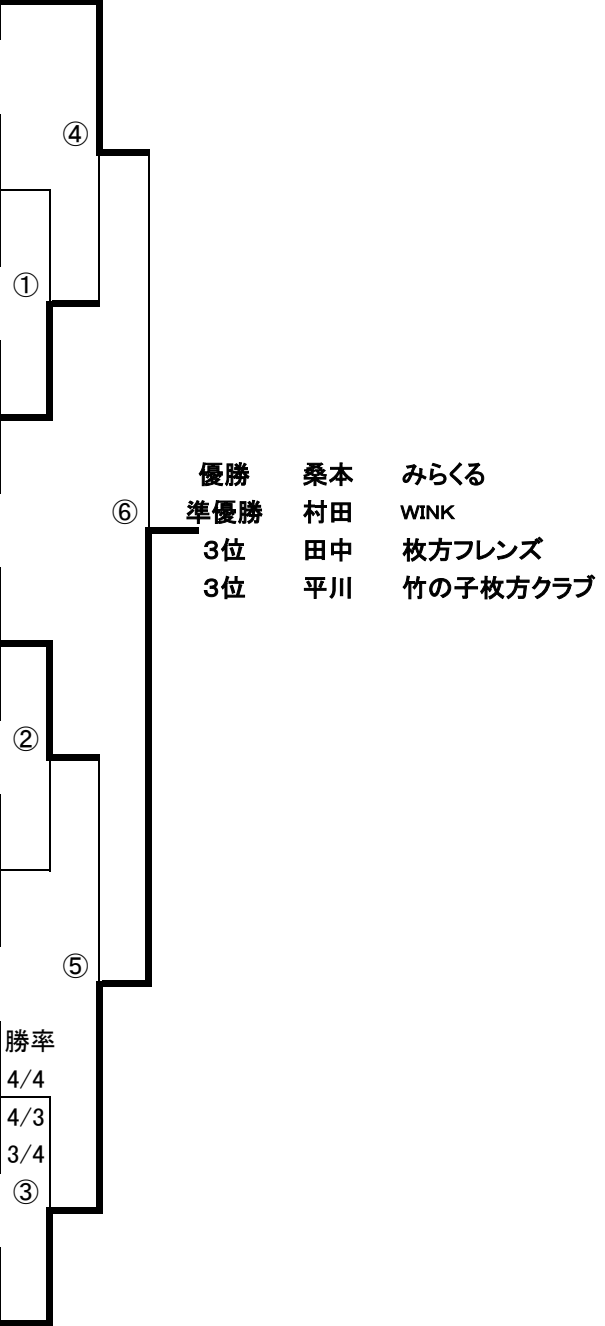 ④
①
優勝 桑本 みらくる
⑥ 準優勝 村田 WINK
3位 田中 枚方フレンズ
3位 平川 竹の子枚方クラブ
②
⑤
勝率
4/4
4/3
3/4
③